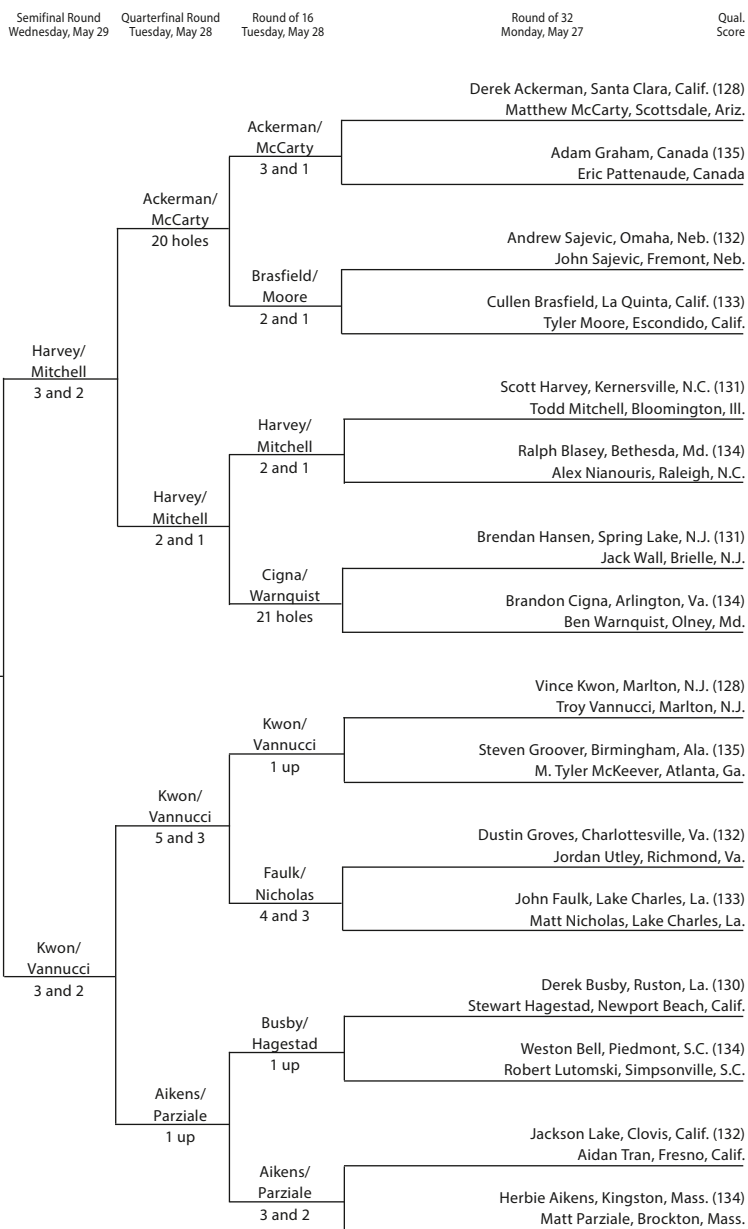 Semifinal Round
Wednesday, May 29
Quarterfinal Round
Tuesday, May 28
Round of 16
Tuesday, May 28
Round of 32
Monday, May 27
Qual.
Score
Derek Ackerman, Santa Clara, Calif. (128)
Matthew McCarty, Scottsdale, Ariz.
Ackerman/
McCarty
3 and 1
Adam Graham, Canada (135)
Eric Pattenaude, Canada
Ackerman/
McCarty
20 holes
Andrew Sajevic, Omaha, Neb. (132)
John Sajevic, Fremont, Neb.
Brasfield/
Moore
2 and 1
Cullen Brasfield, La Quinta, Calif. (133)
Tyler Moore, Escondido, Calif.
Harvey/
Mitchell
3 and 2
Scott Harvey, Kernersville, N.C. (131)
Todd Mitchell, Bloomington, Ill.
Harvey/
Mitchell
2 and 1
Ralph Blasey, Bethesda, Md. (134)
Alex Nianouris, Raleigh, N.C.
Harvey/
Mitchell
2 and 1
Brendan Hansen, Spring Lake, N.J. (131)
Jack Wall, Brielle, N.J.
Cigna/
Warnquist
21 holes
Brandon Cigna, Arlington, Va. (134)
Ben Warnquist, Olney, Md.
Vince Kwon, Marlton, N.J. (128)
Troy Vannucci, Marlton, N.J.
Kwon/
Vannucci
1 up
Steven Groover, Birmingham, Ala. (135)
M. Tyler McKeever, Atlanta, Ga.
Kwon/
Vannucci
5 and 3
Dustin Groves, Charlottesville, Va. (132)
Jordan Utley, Richmond, Va.
Faulk/
Nicholas
4 and 3
John Faulk, Lake Charles, La. (133)
Matt Nicholas, Lake Charles, La.
Kwon/
Vannucci
3 and 2
Derek Busby, Ruston, La. (130)
Stewart Hagestad, Newport Beach, Calif.
Busby/
Hagestad
1 up
Weston Bell, Piedmont, S.C. (134)
Robert Lutomski, Simpsonville, S.C.
Aikens/
Parziale
1 up
Jackson Lake, Clovis, Calif. (132)
Aidan Tran, Fresno, Calif.
Aikens/
Parziale
3 and 2
Herbie Aikens, Kingston, Mass. (134)
Matt Parziale, Brockton, Mass.